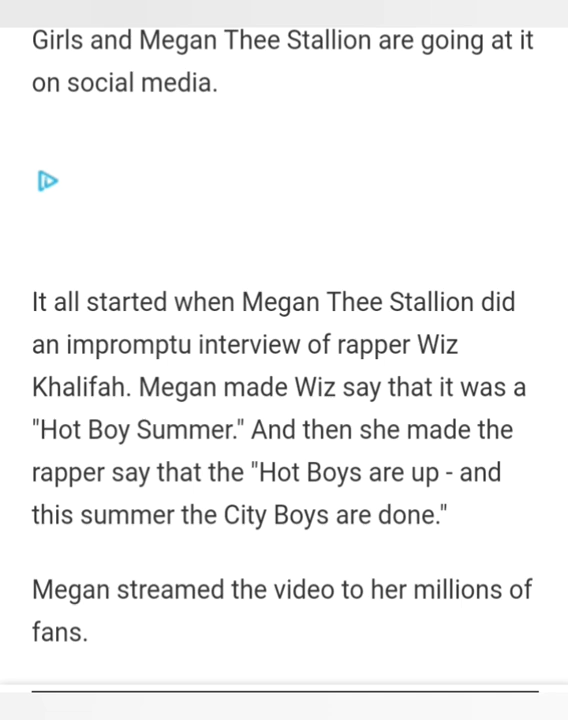 Girls and Megan Thee Stallion are going at it
on social media.
It all started when Megan Thee Stallion did
an impromptu interview of rapper Wiz
Khalifah. Megan made Wiz say that it was a
"Hot Boy Summer." And then she made the
rapper say that the "Hot Boys are up - and
this summer the City Boys are done."
Megan streamed the video to her millions of
fans.